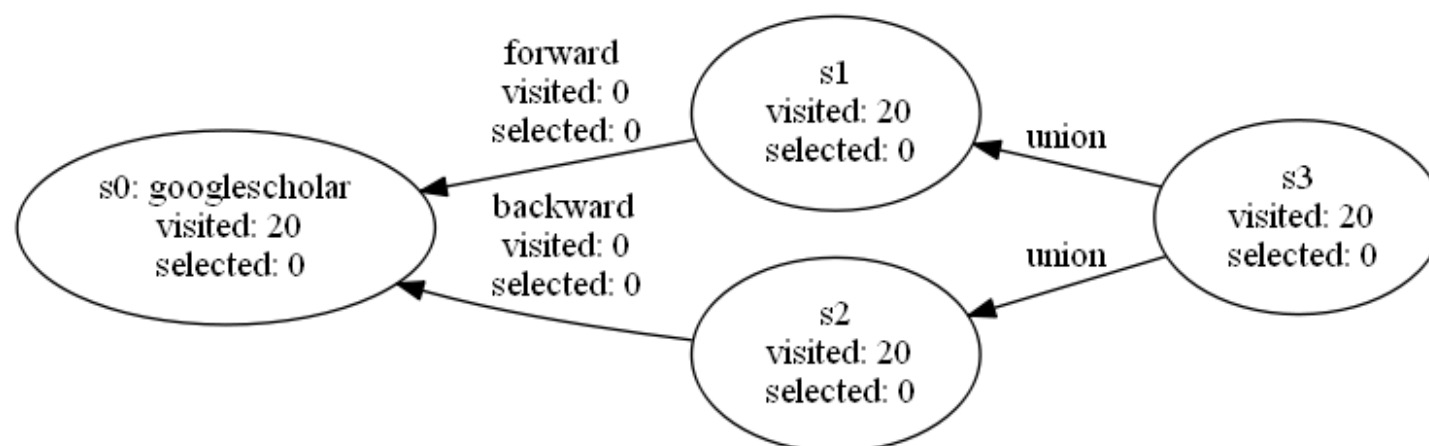 s0: googlescholar
visited: 20
selected: 0
forward
visited: 0
selected: 0
backward
visited: 0
selected: 0
s1
visited: 20
selected: 0
s2
visited: 20
selected: 0
union
union
s3
visited: 20
selected: 0